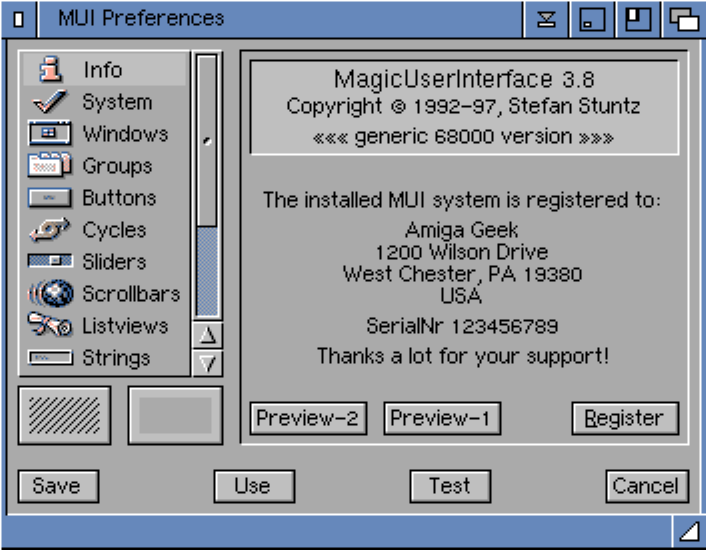 MUI Preferences
Info
System
Windows
Groups
Buttons
Cycles
Sliders
Scrollbars
Listviews
Strings
MagicUserInterface 3.8
Copyright © 1992-97, Stefan Stuntz
««« generic 68000 version »»»
The installed MUI system is registered to:
Amiga Geek
1200 Wilson Drive
West Chester, PA 19380
USA
SerialNr 123456789
Thanks a lot for your support!
Preview-2 Preview-1 Register
Save Use Test Cancel